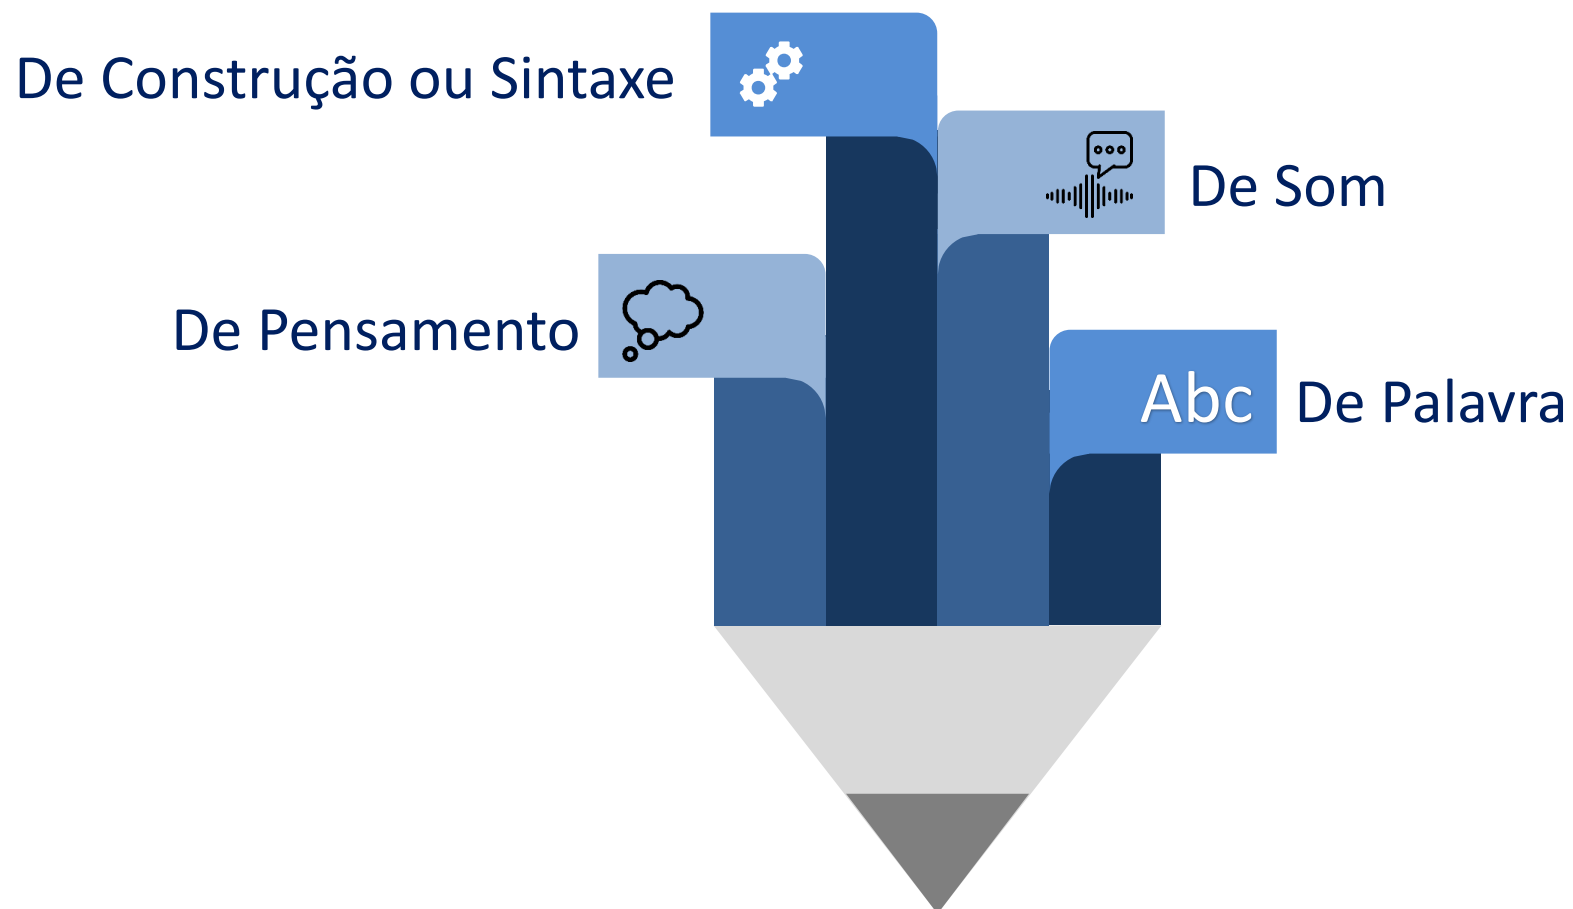 De Construção ou Sintaxe
De Som
De Pensamento
Abc
De Palavra